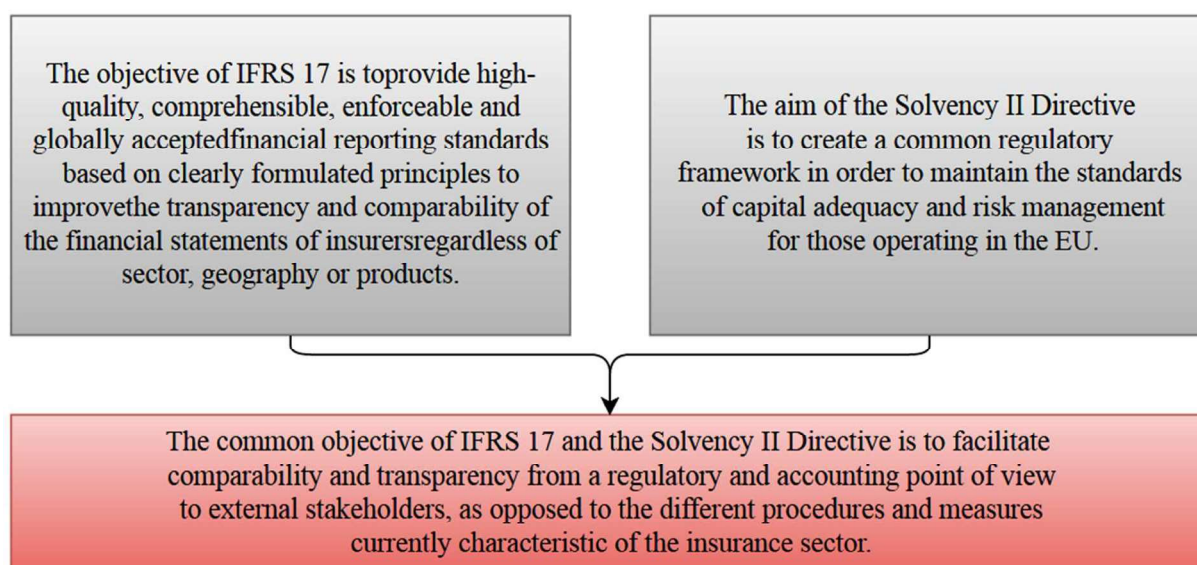 The objective of IFRS 17 is toprovide high-
quality, comprehensible, enforceable and
globally acceptedfinancial reporting standards
based on clearly formulated principles to
improvethe transparency and comparability of
the financial statements of insurersregardless of
sector, geography or products.
The aim of the Solvency II Directive
is to create a common regulatory
framework in order to maintain the standards
of capital adequacy and risk management
for those operating in the EU.
The common objective of IFRS 17 and the Solvency II Directive is to facilitate
comparability and transparency from a regulatory and accounting point of view
to external stakeholders, as opposed to the different procedures and measures
currently characteristic of the insurance sector.